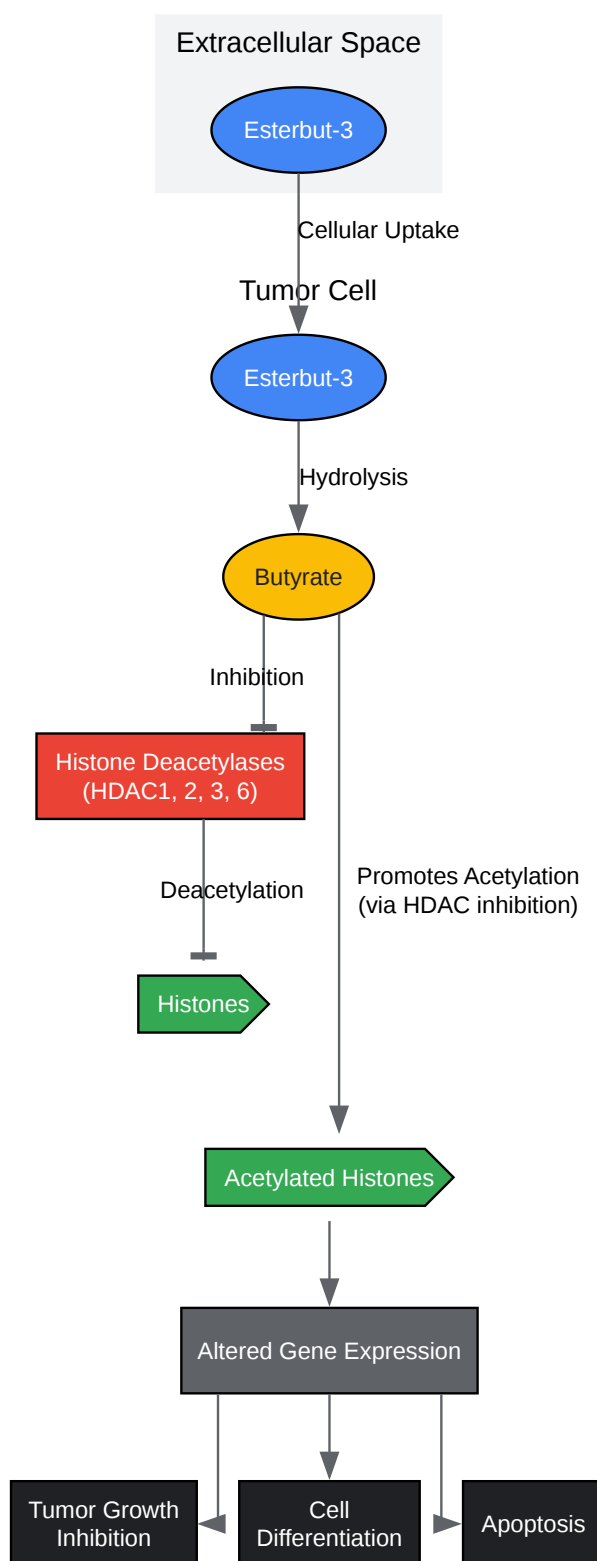 Extracellular Space
Esterbut-3
Cellular Uptake
Tumor Cell
Esterbut-3
Hydrolysis
Butyrate
Inhibition
Histone Deacetylases
(HDAC1, 2, 3, 6)
Deacetylation
Promotes Acetylation
(via HDAC inhibition)
Histones
Acetylated Histones
Altered Gene Expression
Tumor Growth
Inhibition
Cell
Differentiation
Apoptosis